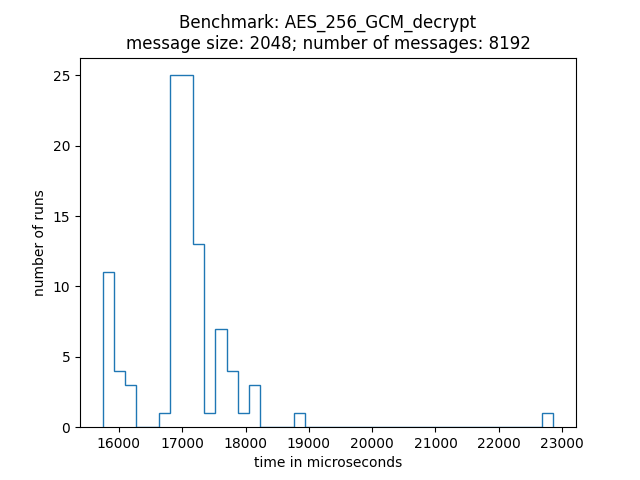 Benchmark: AES_256_GCM_decrypt
message size: 2048; number of messages: 8192
25
20
15
10
5
0
number of runs
16000 17000 18000 19000 20000 21000 22000 23000
time in microseconds